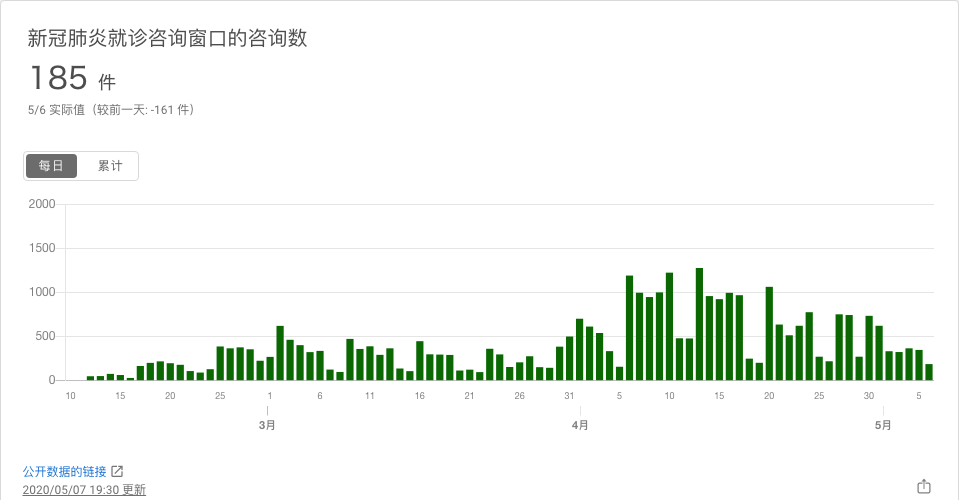 新冠肺炎就诊咨询窗口的咨询数
185 件
5/6 实际值（较前一天: -161 件）
每日 累计
2000
1500
1000
500
0
10 15 20 25 1 6 11 16 21 26 31 5 10 15 20 25 30 5
3月 4月 5月
公开数据的链接
2020/05/07 19:30 更新